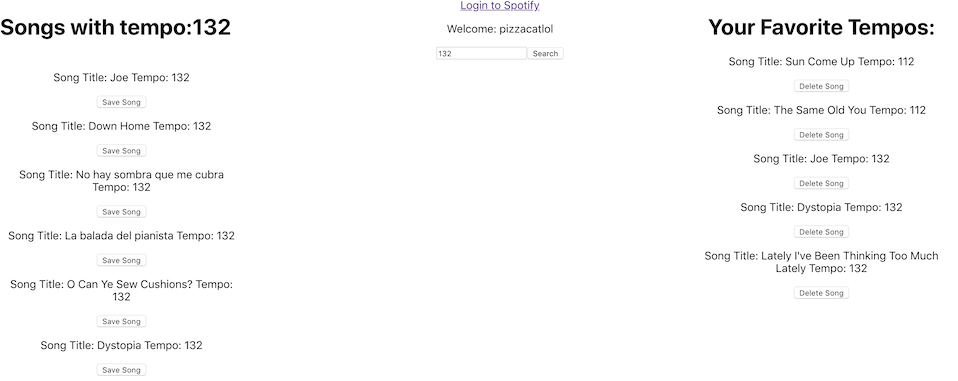 Songs with tempo:132
Song Title: Joe Tempo: 132
Save Song
Song Title: Down Home Tempo: 132
Save Song
Song Title: No hay sombra que me cubra
Tempo: 132
Save Song
Song Title: La balada del pianista Tempo: 132
Save Song
Song Title: O Can Ye Sew Cushions? Tempo:
132
Save Song
Song Title: Dystopia Tempo: 132
Save Song
Login to Spotify
Welcome: pizzacatlol
132
Search
Your Favorite Tempos:
Song Title: Sun Come Up Tempo: 112
Delete Song
Song Title: The Same Old You Tempo: 112
Delete Song
Song Title: Joe Tempo: 132
Delete Song
Song Title: Dystopia Tempo: 132
Delete Song
Song Title: Lately I've Been Thinking Too Much
Lately Tempo: 132
Delete Song